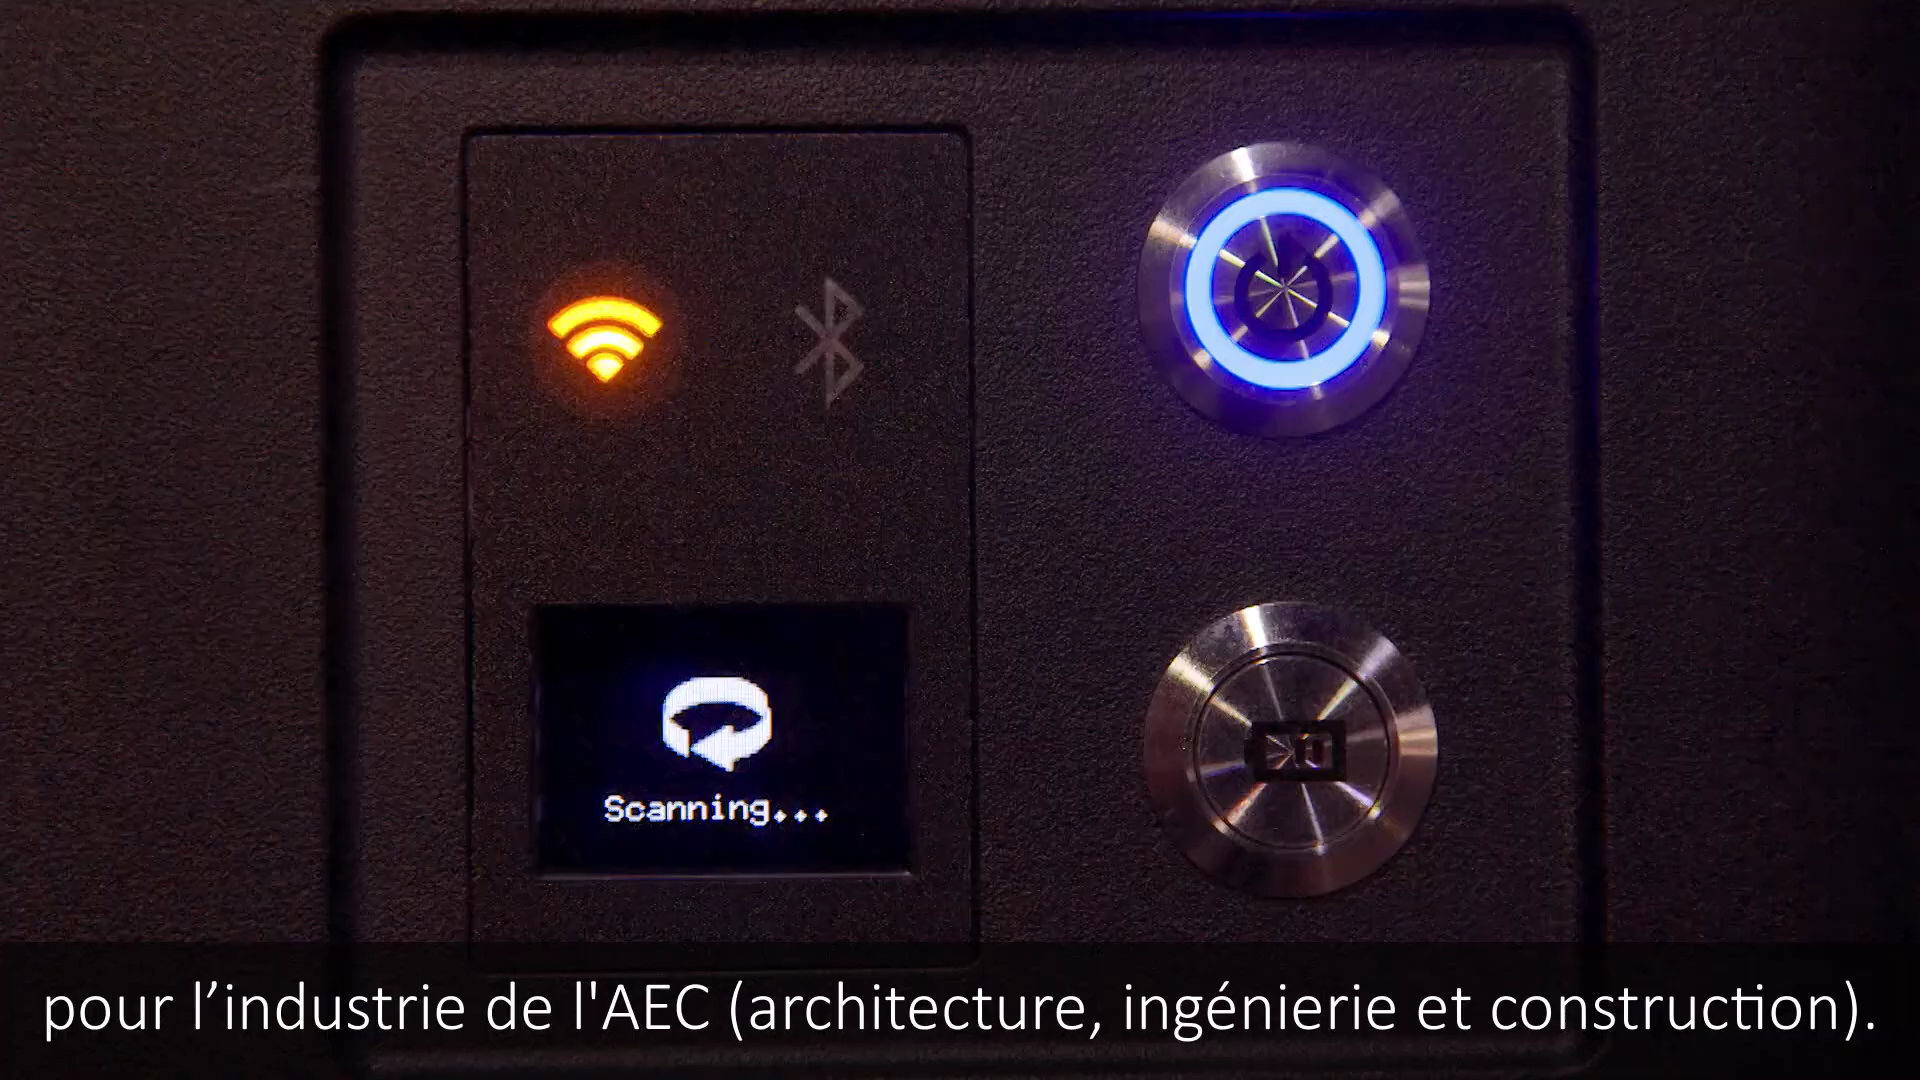 Scanning...
pour l’industrie de l'AEC (architecture, ingénierie et construction).